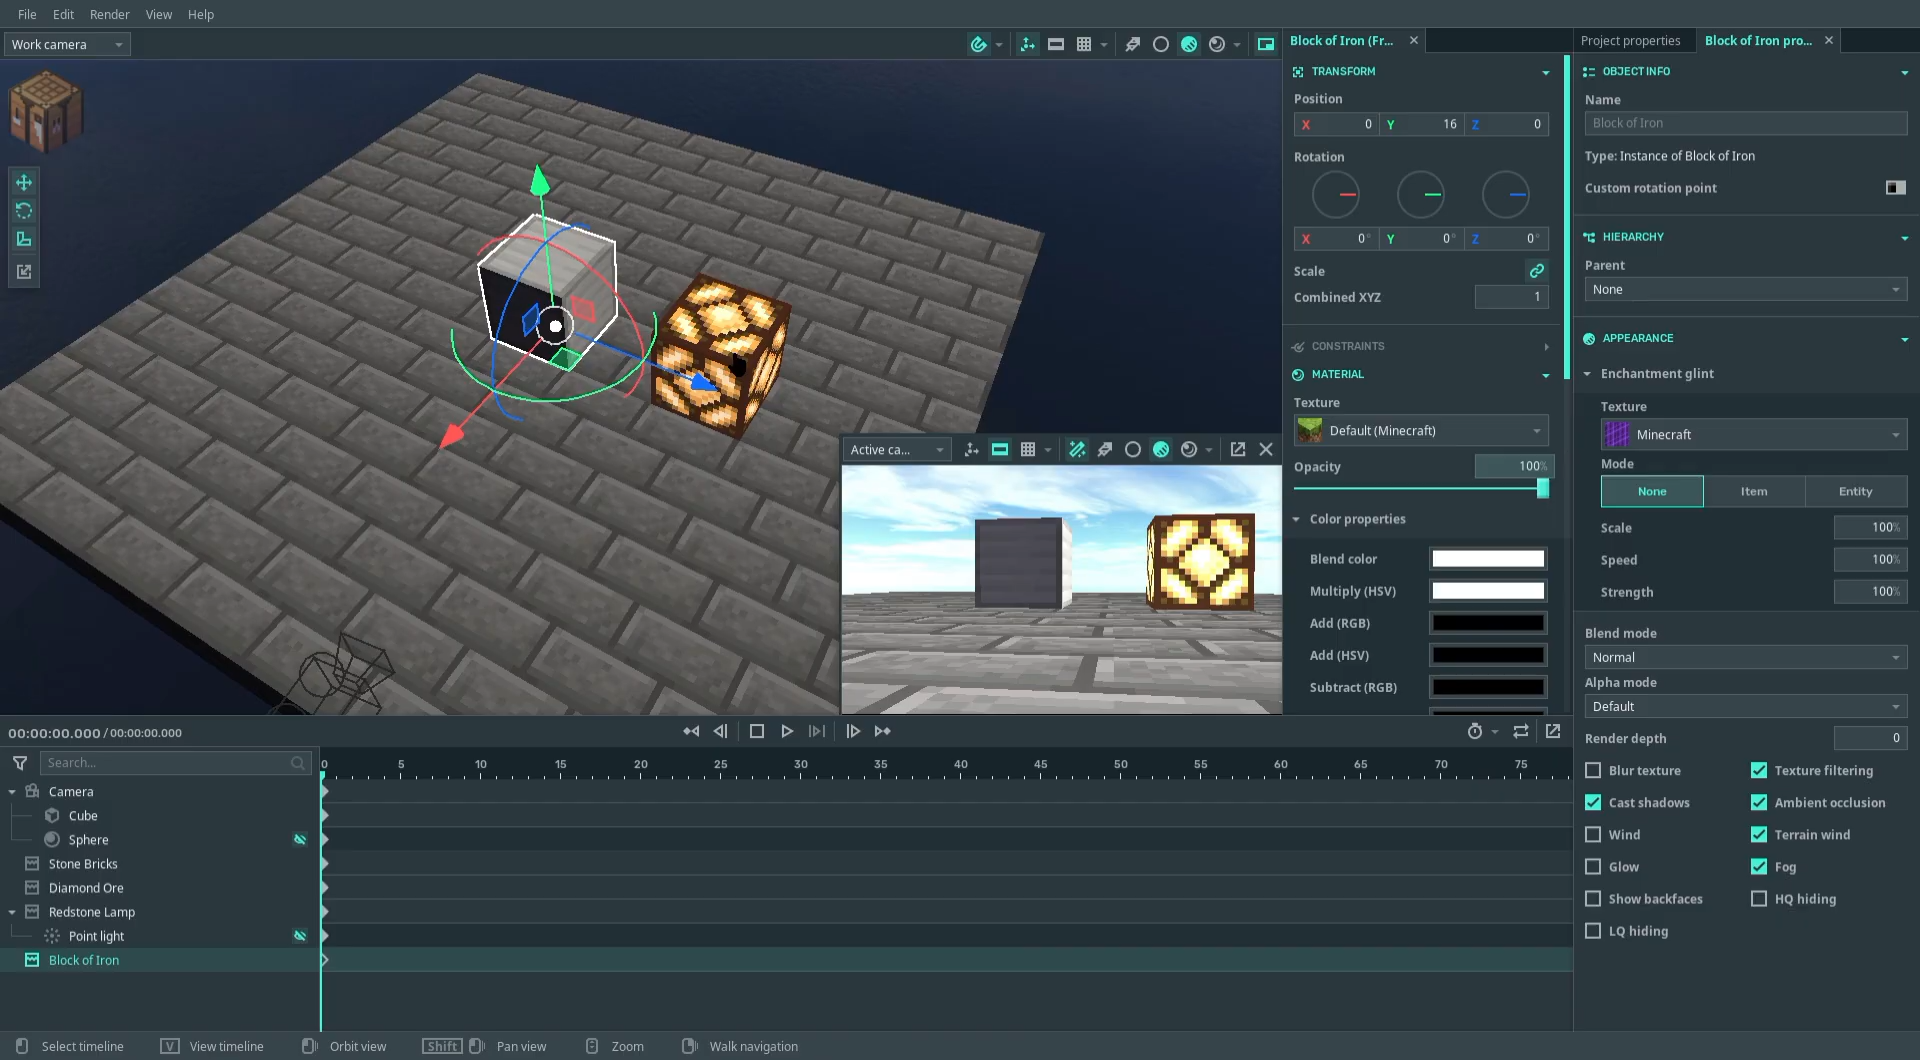 File Edit Render View Help
Work camera
Block of Iron (Fr...
TRANSFORM
Position
X 0 Y 16 Z 0
Rotation
X 0° Y 0° Z 0°
Scale
Combined XYZ 1
CONSTRAINTS
MATERIAL
Texture
Default (Minecraft)
Opacity 100%
Color properties
Blend color
Multiply (HSV)
Add (RGB)
Add (HSV)
Subtract (RGB)
Project properties Block of Iron pro...
OBJECT INFO
Name
Block of Iron
Type: Instance of Block of Iron
Custom rotation point
HIERARCHY
Parent
None
APPEARANCE
Enchantment glint
Texture
Minecraft
Mode
None Item Entity
Scale 100%
Speed 100%
Strength 100%
Blend mode
Normal
Alpha mode
Default
Render depth 0
Blur texture Texture filtering
Cast shadows Ambient occlusion
Wind Terrain wind
Glow Fog
Show backfaces HQ hiding
LQ hiding
Active ca...
00:00:00.000 / 00:00:00.000
Search...
0 5 10 15 20 25 30 35 40 45 50 55 60 65 70 75
Camera
Cube
Sphere
Stone Bricks
Diamond Ore
Redstone Lamp
Point light
Block of Iron
Select timeline V View timeline Orbit view Shift Pan view Zoom Walk navigation